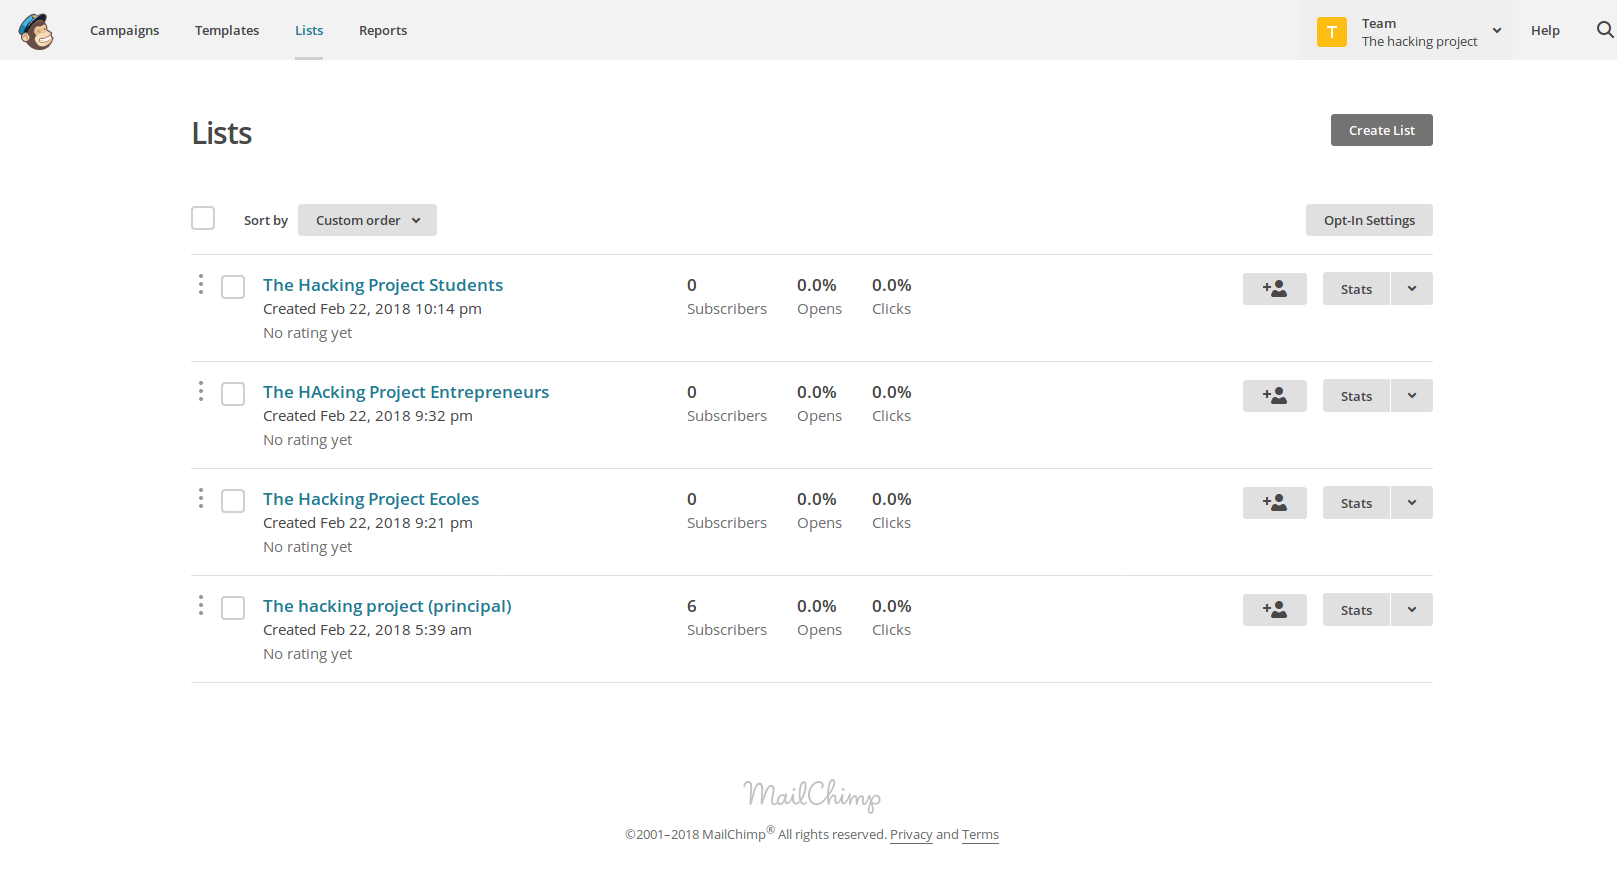 Campaigns Templates Lists Reports
T Team
The hacking project
Help
Lists
Create List
Sort by Custom order
Opt-In Settings
The Hacking Project Students 0 0.0% 0.0%
Created Feb 22, 2018 10:14 pm Subscribers Opens Clicks
No rating yet
Stats
The HAcking Project Entrepreneurs 0 0.0% 0.0%
Created Feb 22, 2018 9:32 pm Subscribers Opens Clicks
No rating yet
Stats
The Hacking Project Ecoles 0 0.0% 0.0%
Created Feb 22, 2018 9:21 pm Subscribers Opens Clicks
No rating yet
Stats
The hacking project (principal) 6 0.0% 0.0%
Created Feb 22, 2018 5:39 am Subscribers Opens Clicks
No rating yet
Stats
MailChimp
©2001–2018 MailChimp® All rights reserved. Privacy and Terms